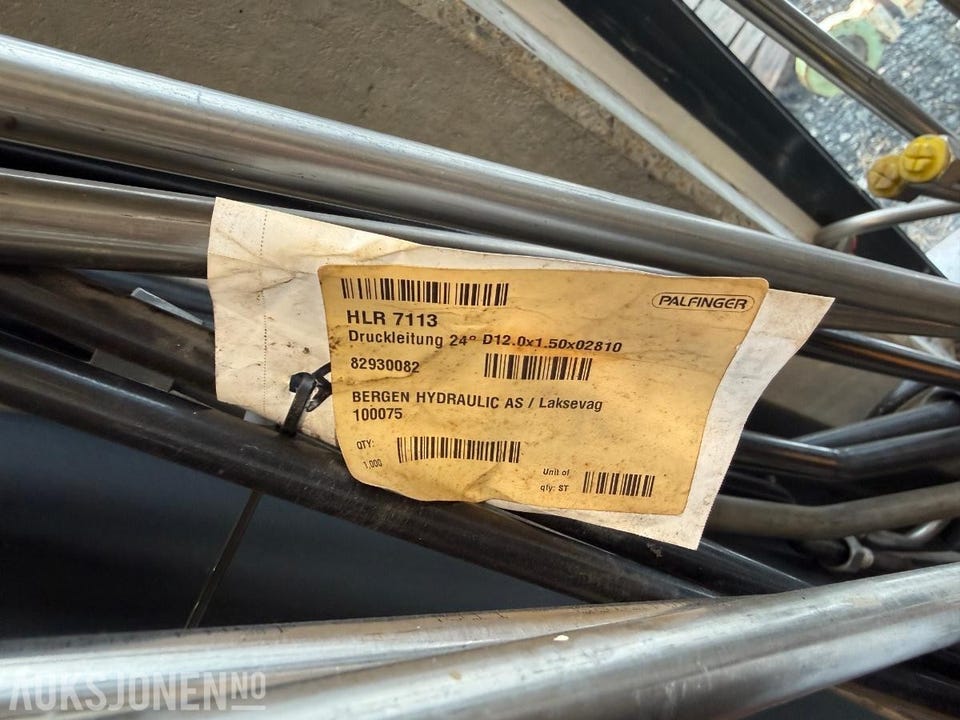 PALFINGER
HLR 7113
Druckleitung 24° D12.0x1.50x02810
82930082
BERGEN HYDRAULIC AS / Laksevag
100075
QTY:
1,000
Unit of
qty: ST
AUKSJONEN.NO